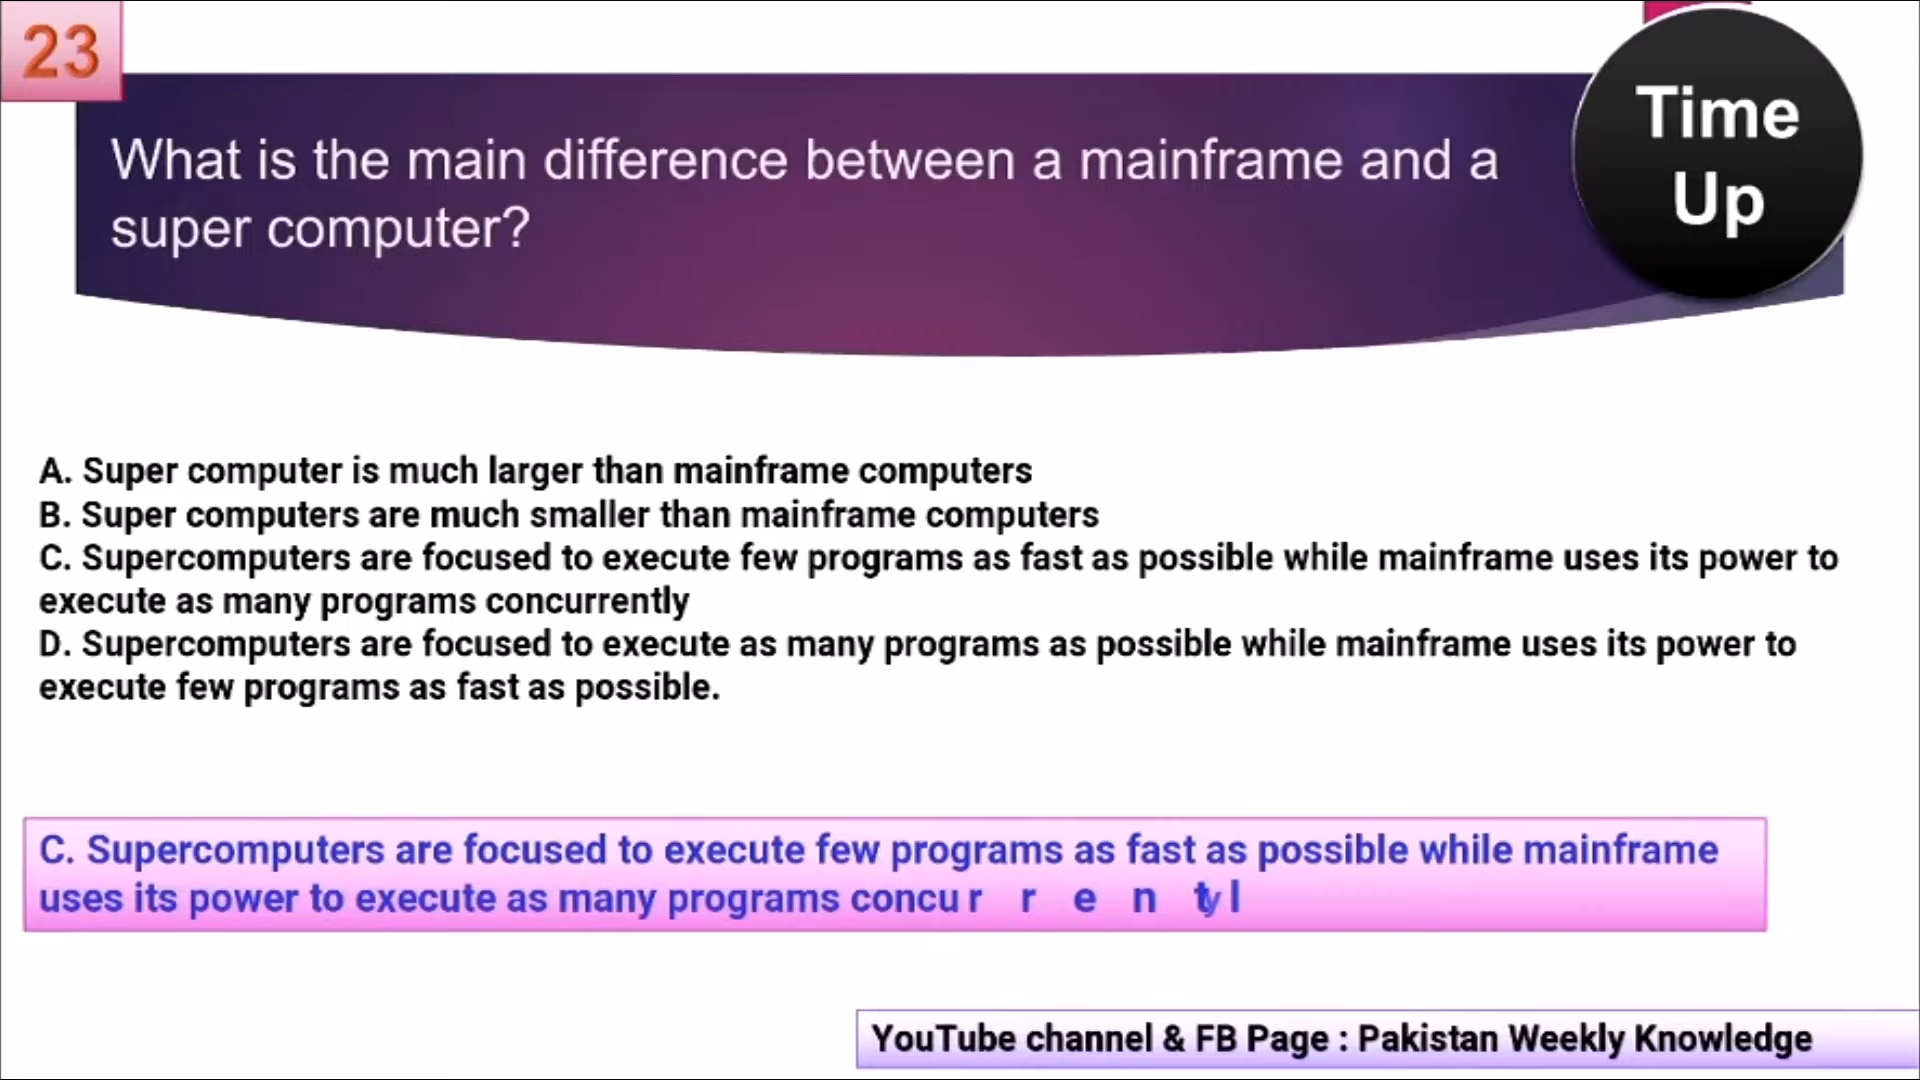 23
Time
Up
What is the main difference between a mainframe and a
super computer?
A. Super computer is much larger than mainframe computers
B. Super computers are much smaller than mainframe computers
C. Supercomputers are focused to execute few programs as fast as possible while mainframe uses its power to
execute as many programs concurrently
D. Supercomputers are focused to execute as many programs as possible while mainframe uses its power to
execute few programs as fast as possible.
C. Supercomputers are focused to execute few programs as fast as possible while mainframe
uses its power to execute as many programs concur r e n t y l
YouTube channel & FB Page : Pakistan Weekly Knowledge